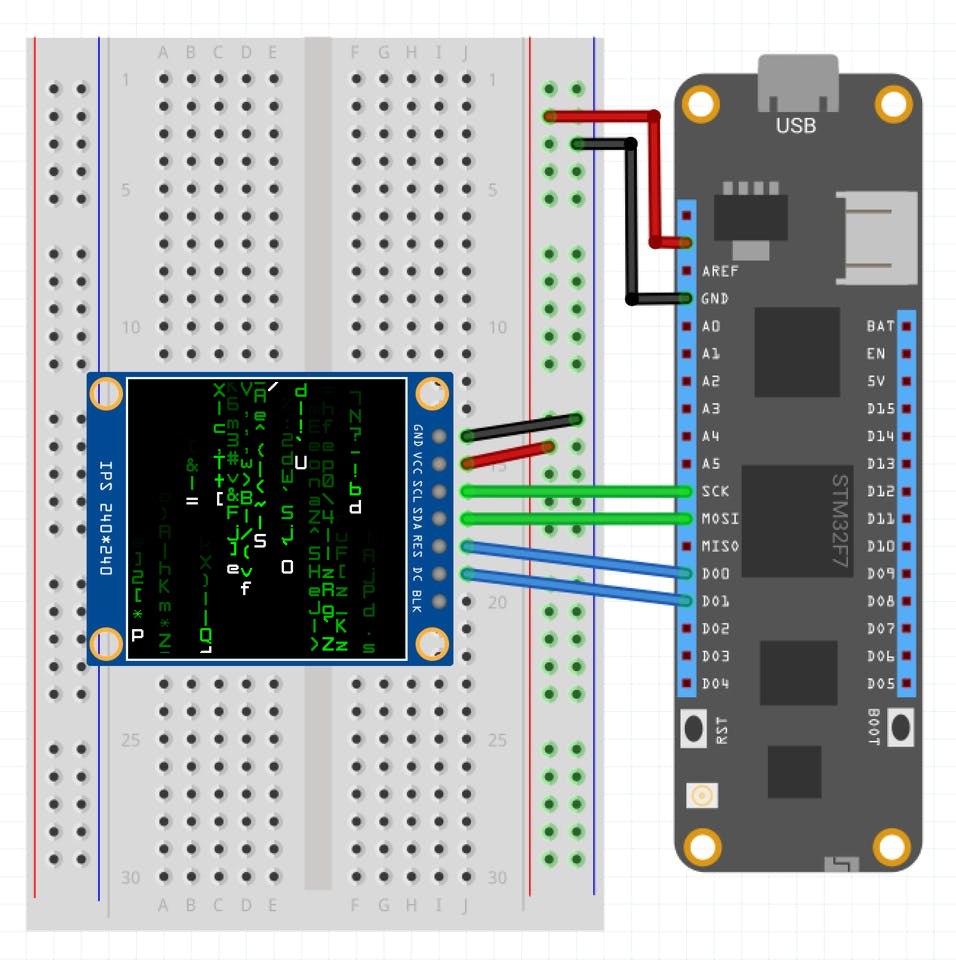 A B C D E F G H I J
1 1
5 5
10 10
15
20
25 25
30 30
A B C D E F G H I J
IPS 240*240
GND
VCC
SCL
SDA
RES
DC
BLK
USB
AREF
GND
A0
A1
A2
A3
A4
A5
SCK
MOSI
MISO
D00
D01
D02
D03
D04
BAT
EN
5V
D15
D14
D13
D12
D11
D10
D09
D08
D07
D06
D05
STM32F7
RST
BOOT